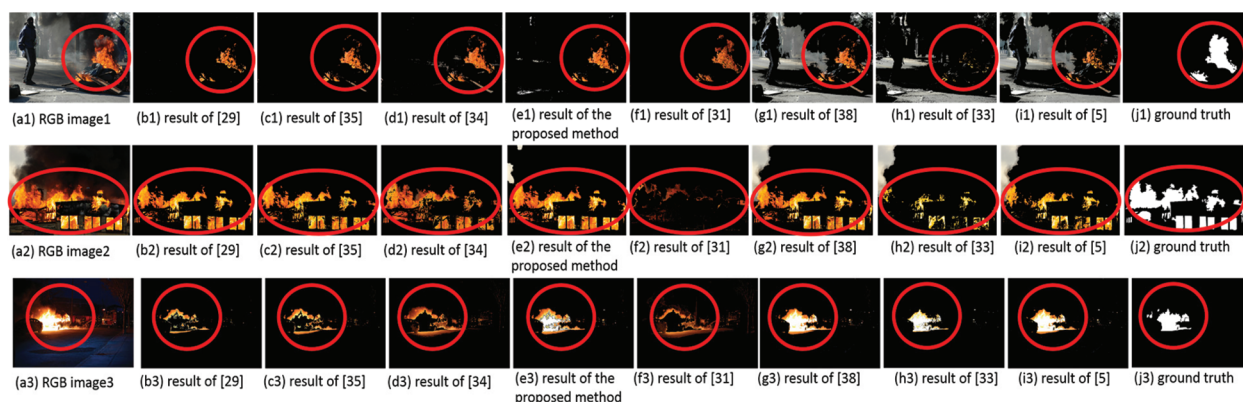 (a1) RGB image1 (b1) result of [29] (c1) result of [35] (d1) result of [34] (e1) result of the (f1) result of [31] (g1) result of [38] (h1) result of [33] (i1) result of [5] (j1) ground truth
proposed method
(a2) RGB image2 (b2) result of [29] (c2) result of [35] (d2) result of [34] (e2) result of the (f2) result of [31] (g2) result of [38] (h2) result of [33] (i2) result of [5] (j2) ground truth
proposed method
(a3) RGB image3 (b3) result of [29] (c3) result of [35] (d3) result of [34] (e3) result of the (f3) result of [31] (g3) result of [38] (h3) result of [33] (i3) result of [5] (j3) ground truth
proposed method